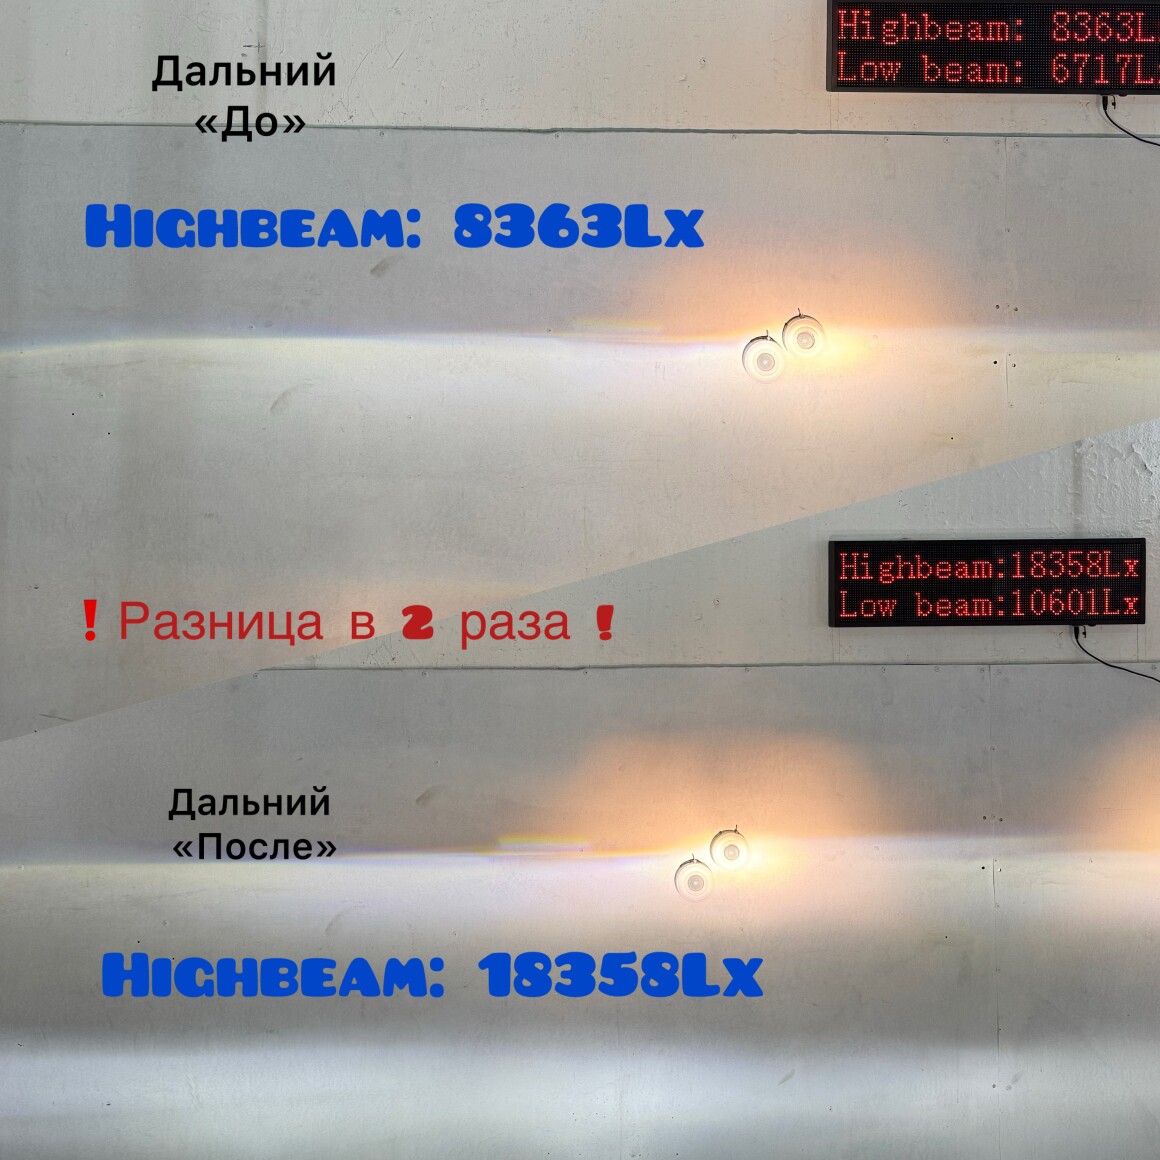 Highbeam: 8363L
Low beam: 6717L
Дальний
«До»
HIGHBEAM: 8363LX
Highbeam:18358Lx
Low beam:10601Lx
! Разница в 2 раза !
Дальний
«После»
HIGHBEAM: 18358LX